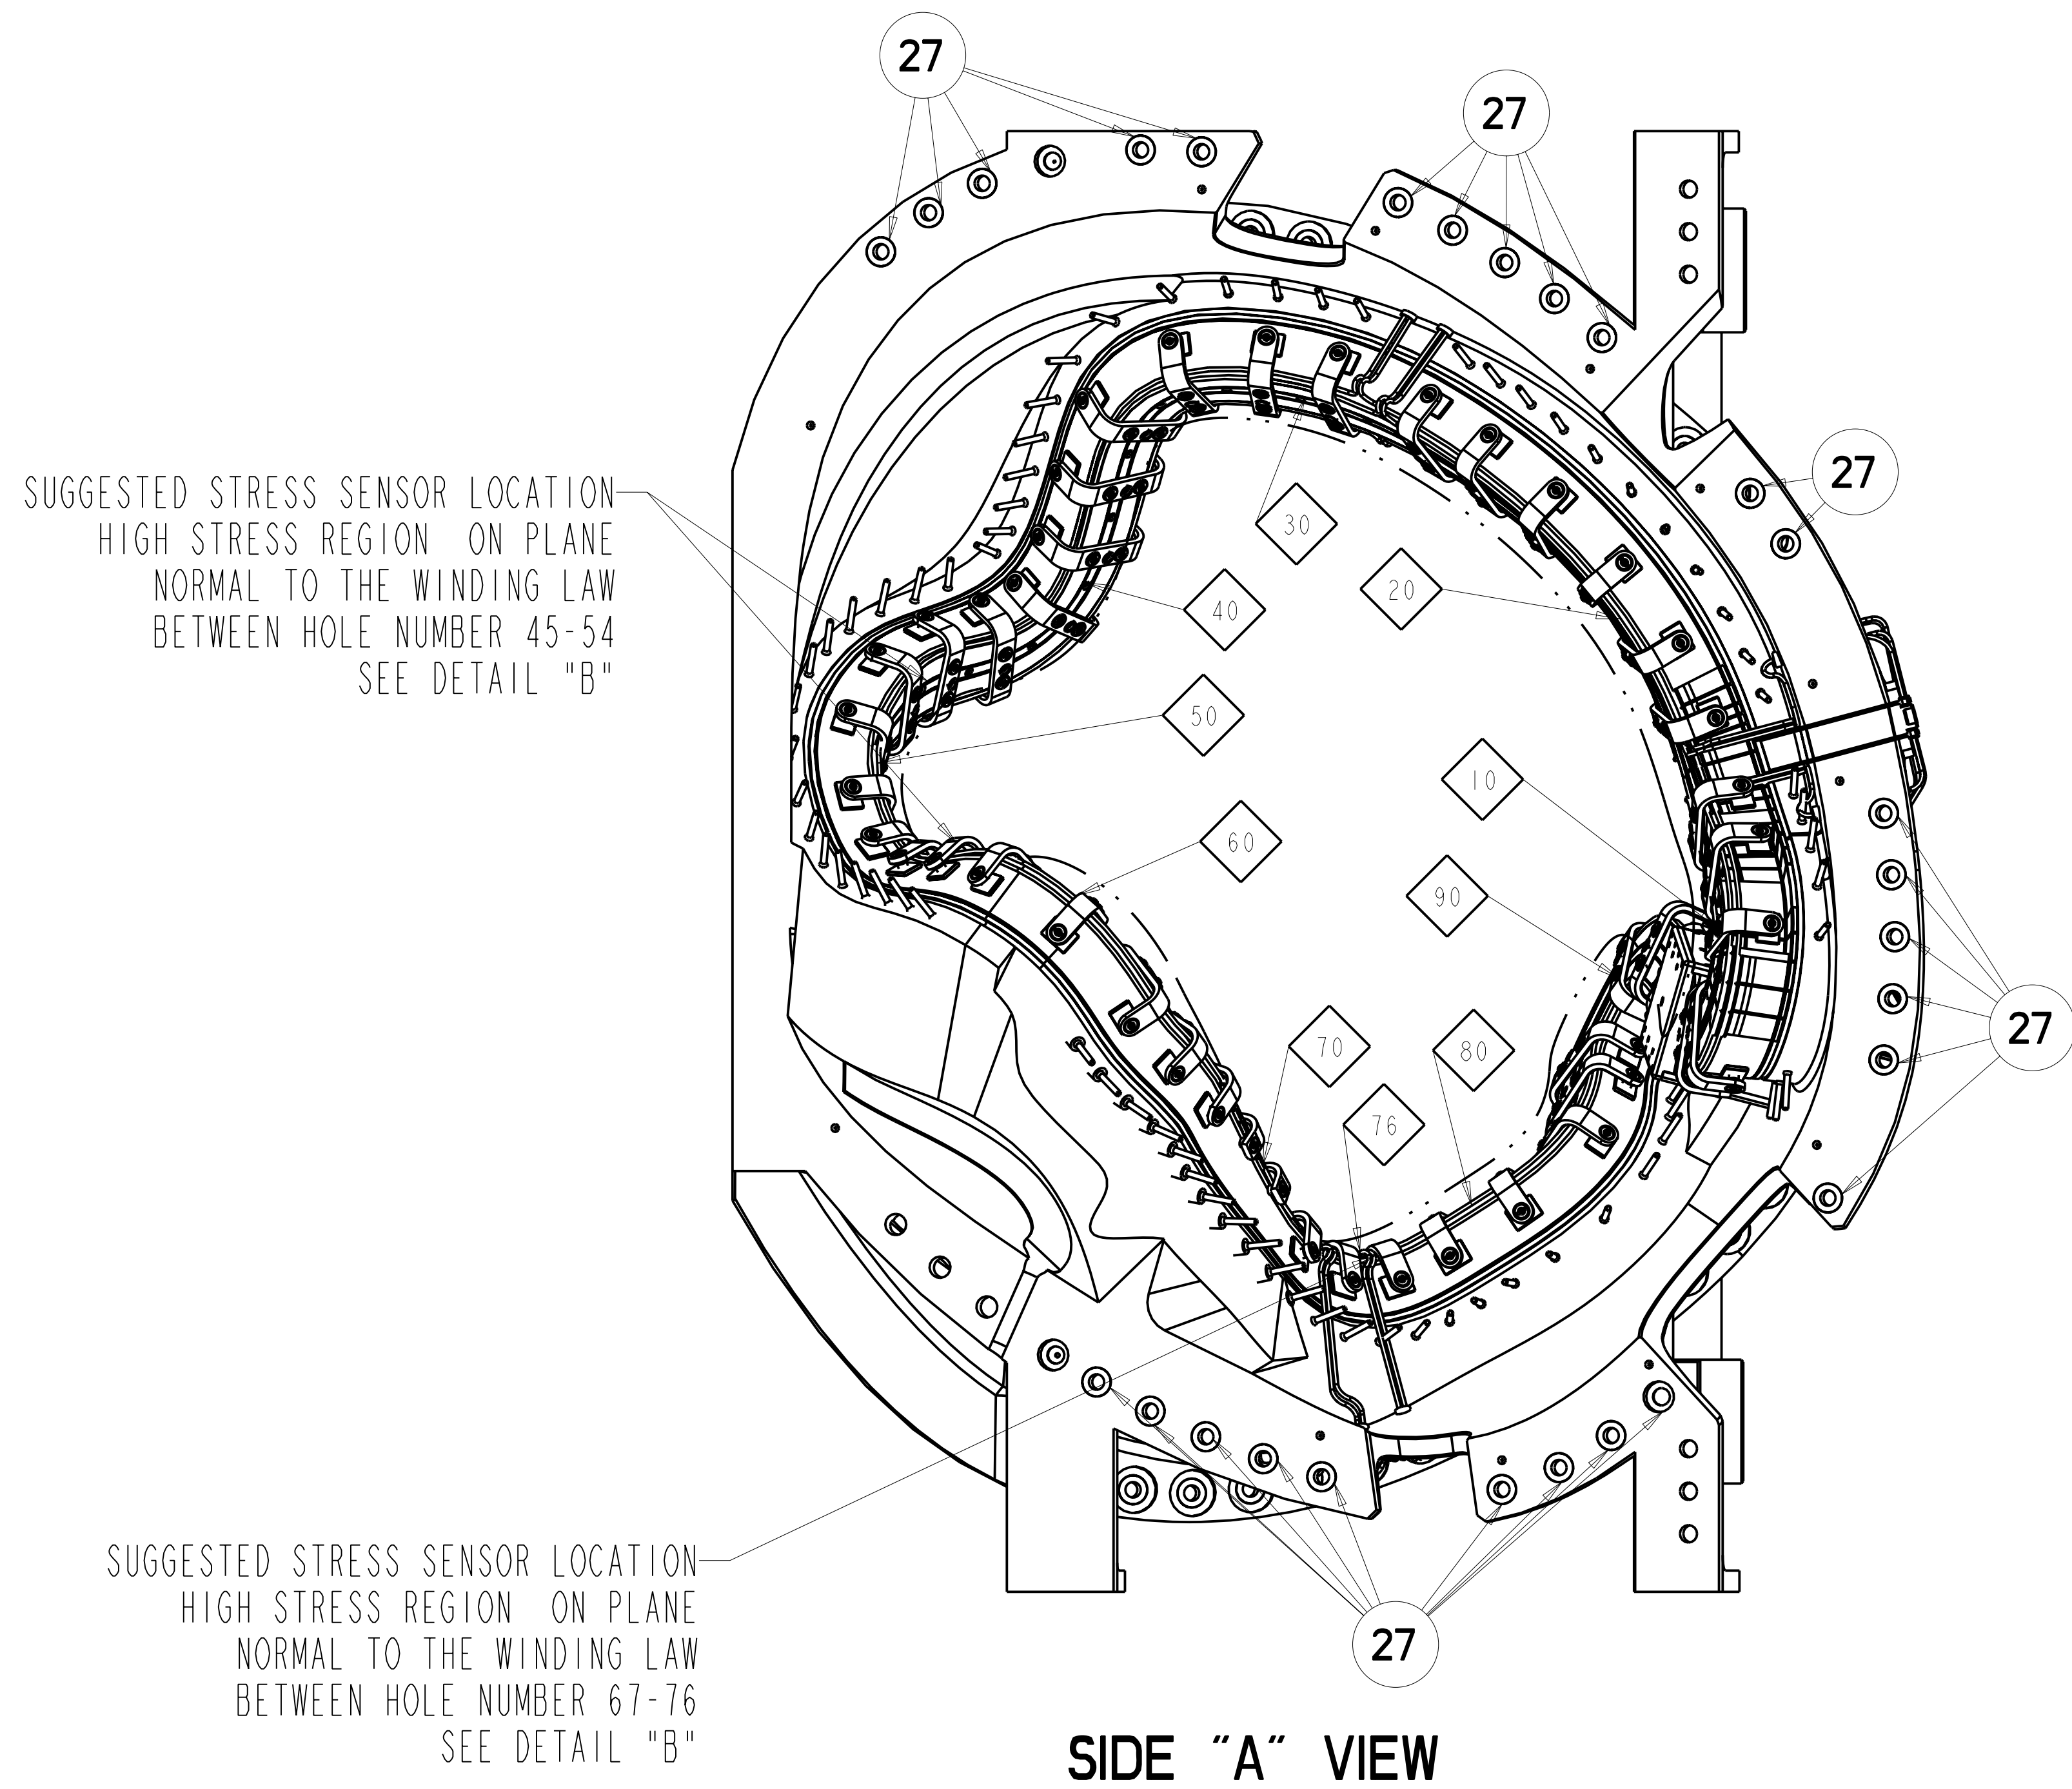 27
27
27
SUGGESTED STRESS SENSOR LOCATION
HIGH STRESS REGION ON PLANE
NORMAL TO THE WINDING LAW
BETWEEN HOLE NUMBER 45-54
SEE DETAIL "B"
30
20
40
50
10
60
90
27
70
80
76
SUGGESTED STRESS SENSOR LOCATION
HIGH STRESS REGION ON PLANE
NORMAL TO THE WINDING LAW
BETWEEN HOLE NUMBER 67-76
SEE DETAIL "B"
27
SIDE "A" VIEW